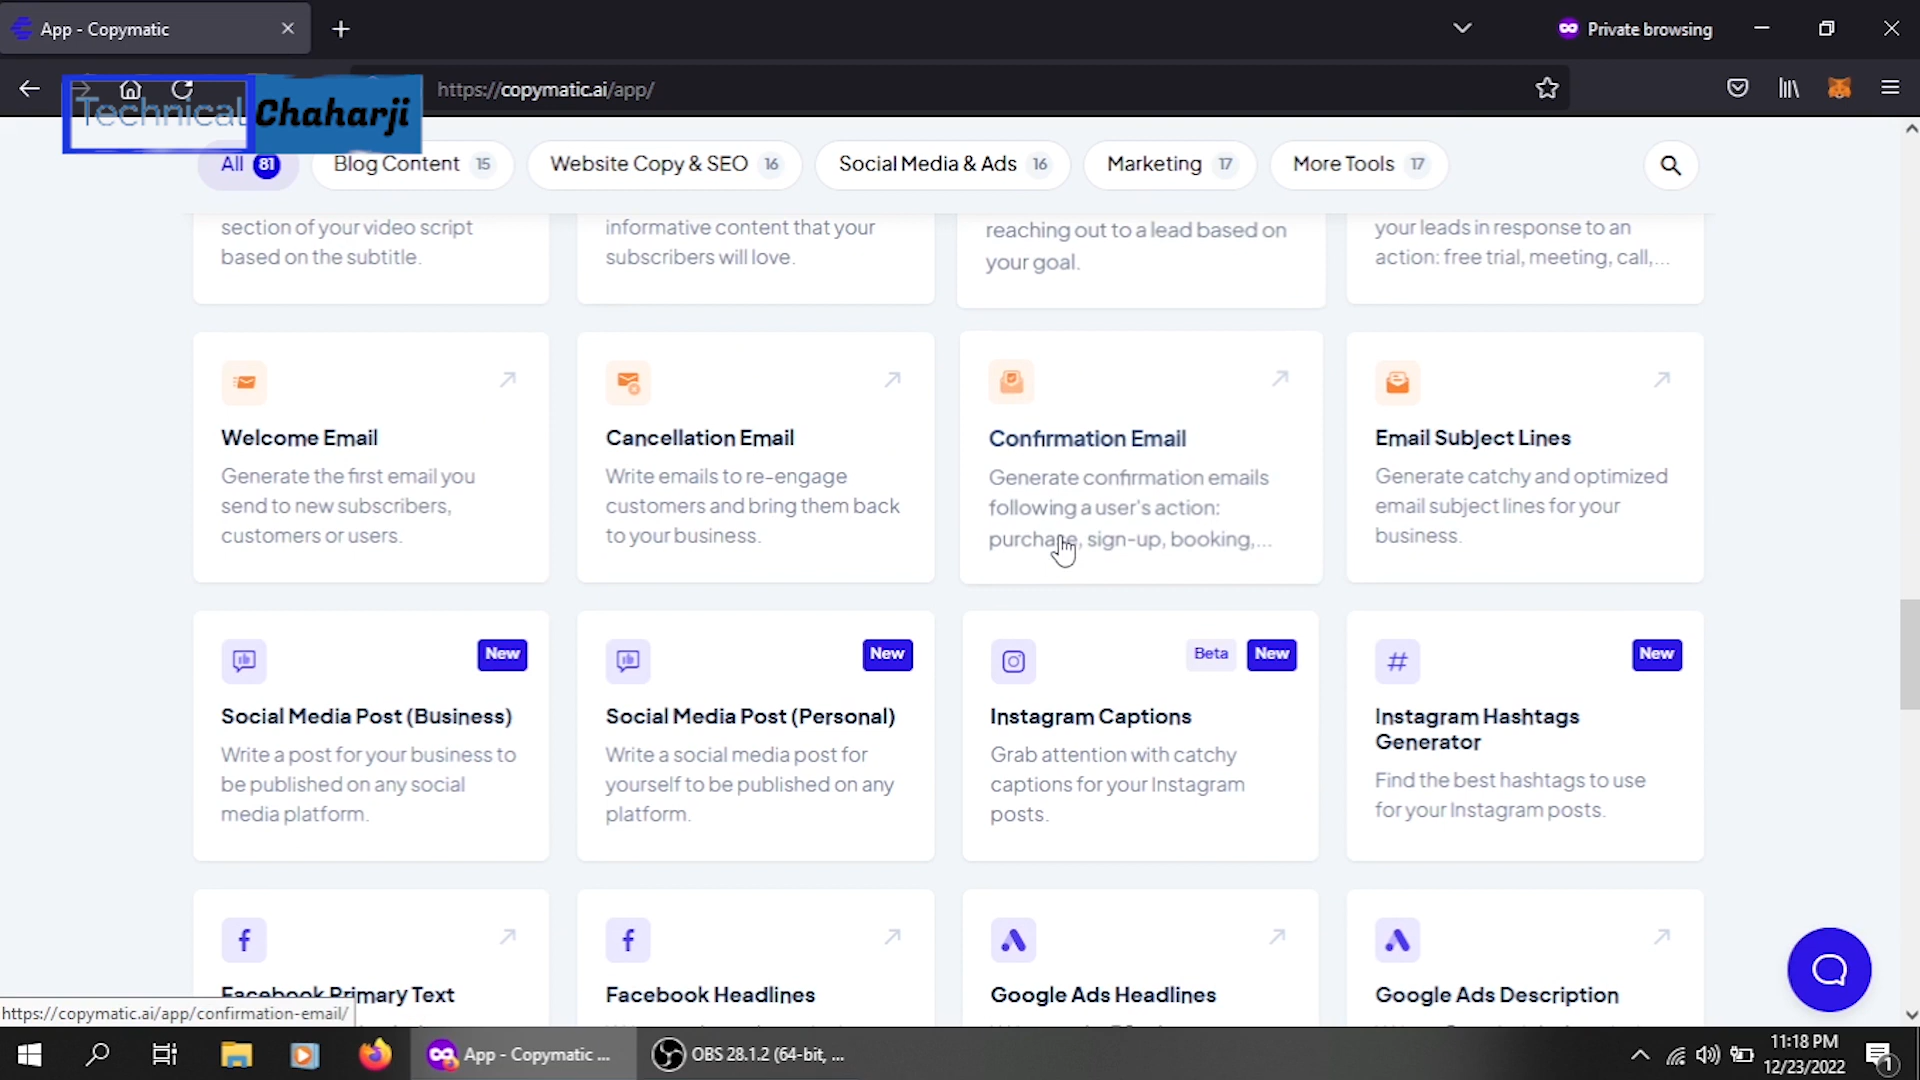 App - Copymatic
Private browsing
https://copymatic.ai/app/
Technical Chaharji
All 81
Blog Content 15
Website Copy & SEO 16
Social Media & Ads 16
Marketing 17
More Tools 17
section of your video script
based on the subtitle.
informative content that your
subscribers will love.
reaching out to a lead based on
your goal.
your leads in response to an
action: free trial, meeting, call,...
Welcome Email
Generate the first email you
send to new subscribers,
customers or users.
Cancellation Email
Write emails to re-engage
customers and bring them back
to your business.
Confirmation Email
Generate confirmation emails
following a user's action:
purchase, sign-up, booking,...
Email Subject Lines
Generate catchy and optimized
email subject lines for your
business.
New
Social Media Post (Business)
Write a post for your business to
be published on any social
media platform.
New
Social Media Post (Personal)
Write a social media post for
yourself to be published on any
platform.
Beta New
Instagram Captions
Grab attention with catchy
captions for your Instagram
posts.
New
Instagram Hashtags
Generator
Find the best hashtags to use
for your Instagram posts.
Facebook Primary Text
Facebook Headlines
Google Ads Headlines
Google Ads Description
https://copymatic.ai/app/confirmation-email/
App - Copymatic ...
OBS 28.1.2 (64-bit, ...
11:18 PM
12/23/2022
1